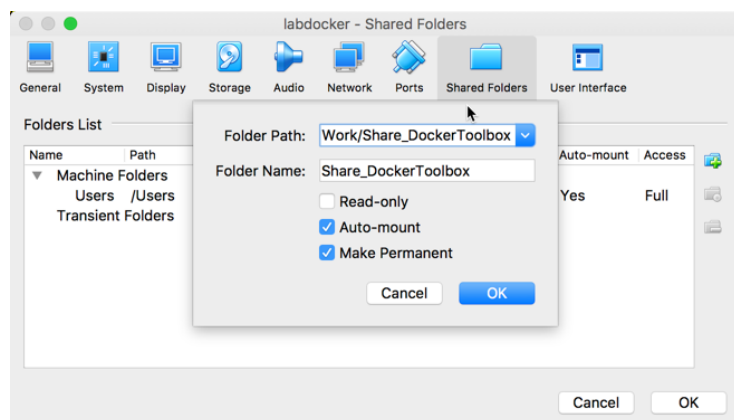 labdocker - Shared Folders
General System Display Storage Audio Network Ports Shared Folders User Interface
Folders List
Name Path Auto-mount Access
Machine Folders
Users /Users Yes Full
Transient Folders
Folder Path: Work/Share_DockerToolbox
Folder Name: Share_DockerToolbox
Read-only
Auto-mount
Make Permanent
Cancel OK
Cancel OK